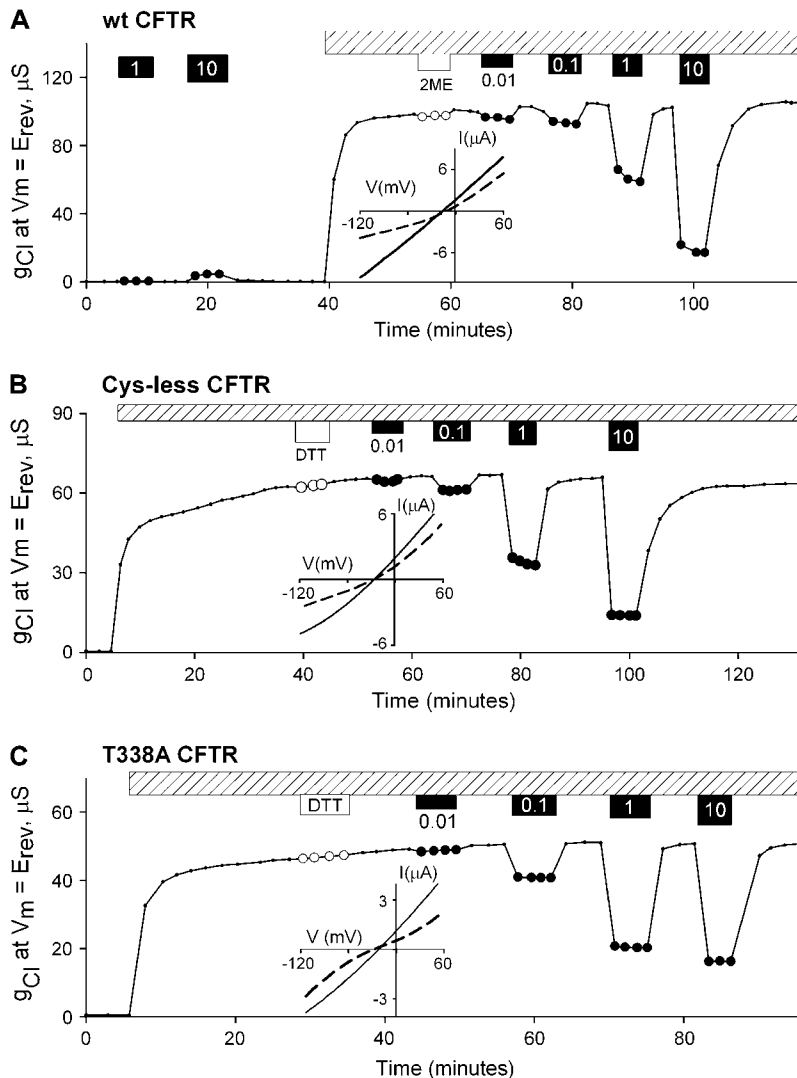 A wt CFTR
1 10 2ME 0.01 0.1 1 10
gCl at Vm = Erev, µS
120
80
40
0
I(µA)
6
V(mV)
-120 60
-6
0 20 40 60 80 100
Time (minutes)
B Cys-less CFTR
DTT 0.01 0.1 1 10
gCl at Vm = Erev, µS
90
60
30
0
I(µA)
6
V(mV)
-120 60
-6
0 20 40 60 80 100 120
Time (minutes)
C T338A CFTR
DTT 0.01 0.1 1 10
gCl at Vm = Erev, µS
60
40
20
0
I(µA)
3
V (mV)
-120 60
-3
0 20 40 60 80
Time (minutes)